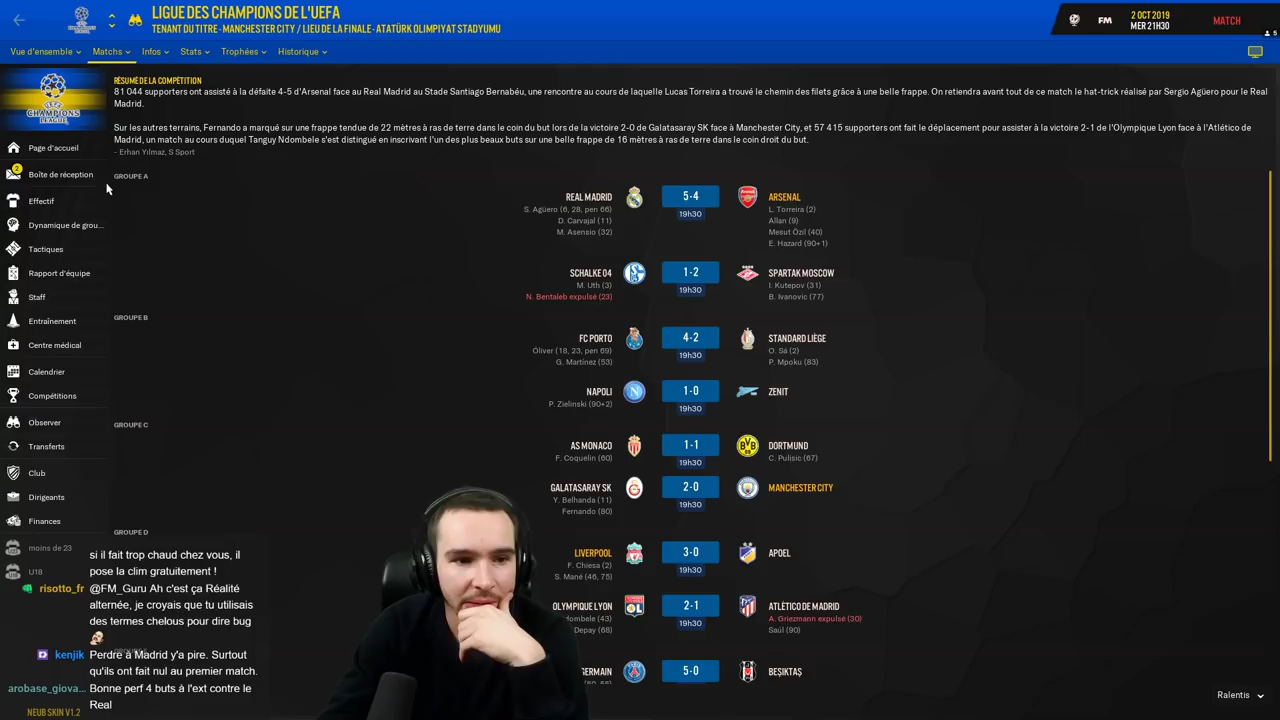 LIGUE DES CHAMPIONS DE L'UEFA
TENANT DU TITRE - MANCHESTER CITY / LIEU DE LA FINALE - ATATÜRK OLIMPIYAT STADYUMU
FM
2 OCT 2019
MER 21H30
MATCH
5
Vue d'ensemble
Matchs
Infos
Stats
Trophées
Historique
CHAMPIONS LEAGUE
Page d'accueil
2
Boîte de réception
Effectif
Dynamique de grou...
Tactiques
Rapport d'équipe
Staff
Entraînement
Centre médical
Calendrier
Compétitions
Observer
Transferts
Club
Dirigeants
Finances
moins de 23
U18
RÉSUMÉ DE LA COMPÉTITION
81 044 supporters ont assisté à la défaite 4-5 d'Arsenal face au Real Madrid au Stade Santiago Bernabéu, une rencontre au cours de laquelle Lucas Torreira a trouvé le chemin des filets grâce à une belle frappe. On retiendra avant tout de ce match le hat-trick réalisé par Sergio Agüero pour le Real
Madrid.
Sur les autres terrains, Fernando a marqué sur une frappe tendue de 22 mètres à ras de terre dans le coin du but lors de la victoire 2-0 de Galatasaray SK face à Manchester City, et 57 415 supporters ont fait le déplacement pour assister à la victoire 2-1 de l'Olympique Lyon face à l'Atlético de
Madrid, un match au cours duquel Tanguy Ndombele s'est distingué en inscrivant l'un des plus beaux buts sur une belle frappe de 16 mètres à ras de terre dans le coin droit du but.
- Erhan Yılmaz, S Sport
GROUPE A
REAL MADRID 5-4 ARSENAL
S. Agüero (6, 28, pen 66) 19h30 L. Torreira (2)
D. Carvajal (11) Allan (9)
M. Asensio (32) Mesut Özil (40)
E. Hazard (90+1)
SCHALKE 04 1-2 SPARTAK MOSCOW
M. Uth (3) 19h30 I. Kutepov (31)
N. Bentaleb expulsé (23) B. Ivanovic (77)
GROUPE B
FC PORTO 4-2 STANDARD LIÈGE
Óliver (18, 23, pen 69) 19h30 O. Sá (2)
G. Martínez (53) P. Mpoku (83)
NAPOLI 1-0 ZENIT
P. Zielinski (90+2) 19h30
GROUPE C
AS MONACO 1-1 DORTMUND
F. Coquelin (60) 19h30 C. Pulisic (67)
GALATASARAY SK 2-0 MANCHESTER CITY
Y. Belhanda (11) 19h30
Fernando (80)
GROUPE D
LIVERPOOL 3-0 APOEL
F. Chiesa (2) 19h30
S. Mané (46, 75)
OLYMPIQUE LYON 2-1 ATLÉTICO DE MADRID
dombele (43) 19h30 A. Griezmann expulsé (30)
Depay (68) Saúl (90)
GERMAIN 5-0 BEŞIKTAŞ
si il fait trop chaud chez vous, il
pose la clim gratuitement !
risotto_fr @FM_Guru Ah c'est ça Réalité
alternée, je croyais que tu utilisais
des termes chelous pour dire bug
kenjik Perdre à Madrid y'a pire. Surtout
qu'ils ont fait nul au premier match.
arobase_giova... Bonne perf 4 buts à l'ext contre le
Real
NEUB SKIN V1.2
Ralentis